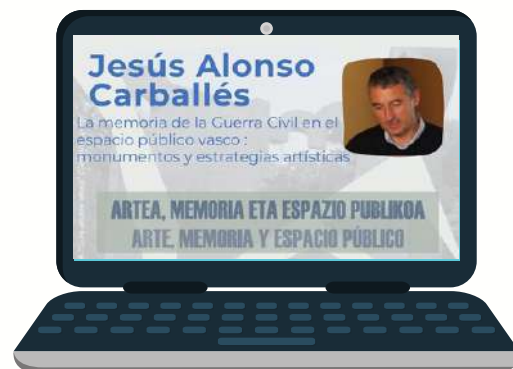 Jesús Alonso
Carballés
La memoria de la Guerra Civil en el
espacio público vasco :
monumentos y estrategias artísticas
ARTEA, MEMORIA ETA ESPAZIO PUBLIKOA
ARTE, MEMORIA Y ESPACIO PÚBLICO